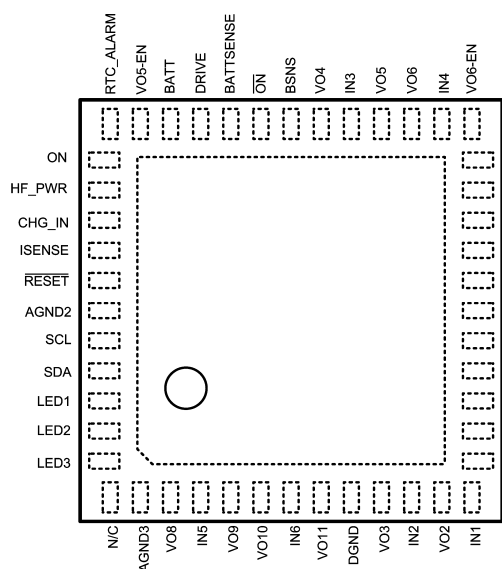 RTC_ALARM
VO5-EN
BATT
DRIVE
BATTSENSE
ON
BSNS
VO4
IN3
VO5
VO6
IN4
VO6-EN
ON
HF_PWR
CHG_IN
ISENSE
RESET
AGND2
SCL
SDA
LED1
LED2
LED3
N/C
AGND3
VO8
IN5
VO9
VO10
IN6
VO11
DGND
VO3
IN2
VO2
IN1